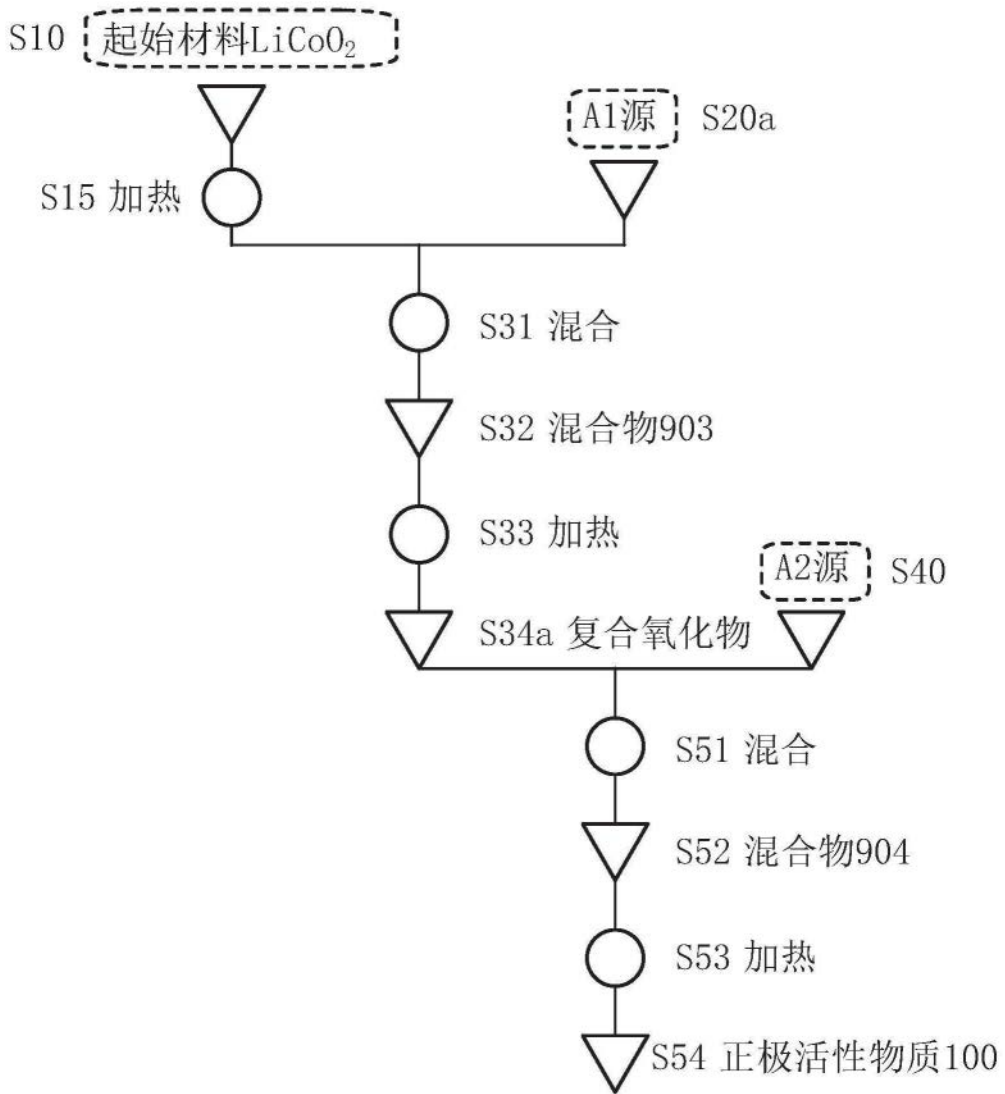 S10 起始材料LiCoO₂
A1源 S20a
S15 加热
S31 混合
S32 混合物903
S33 加热
A2源 S40
S34a 复合氧化物
S51 混合
S52 混合物904
S53 加热
S54 正极活性物质100